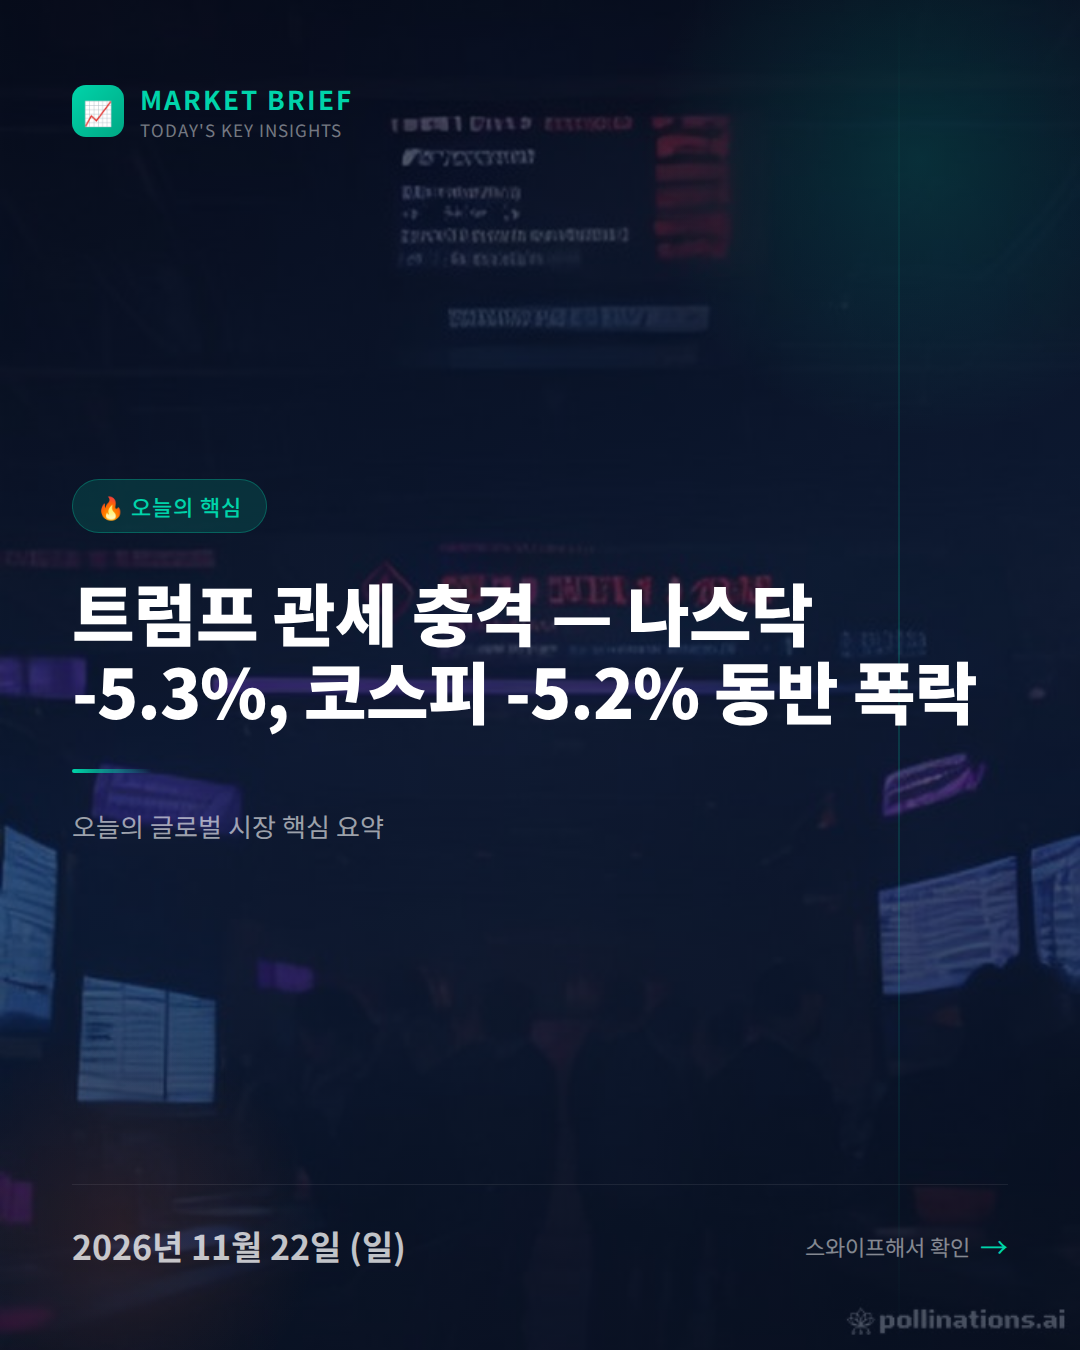 MARKET BRIEF
TODAY'S KEY INSIGHTS
🔥 오늘의 핵심
트럼프 관세 충격 — 나스닥
-5.3%, 코스피 -5.2% 동반 폭락
오늘의 글로벌 시장 핵심 요약
2026년 11월 22일 (일)
스와이프해서 확인 →
pollinations.ai